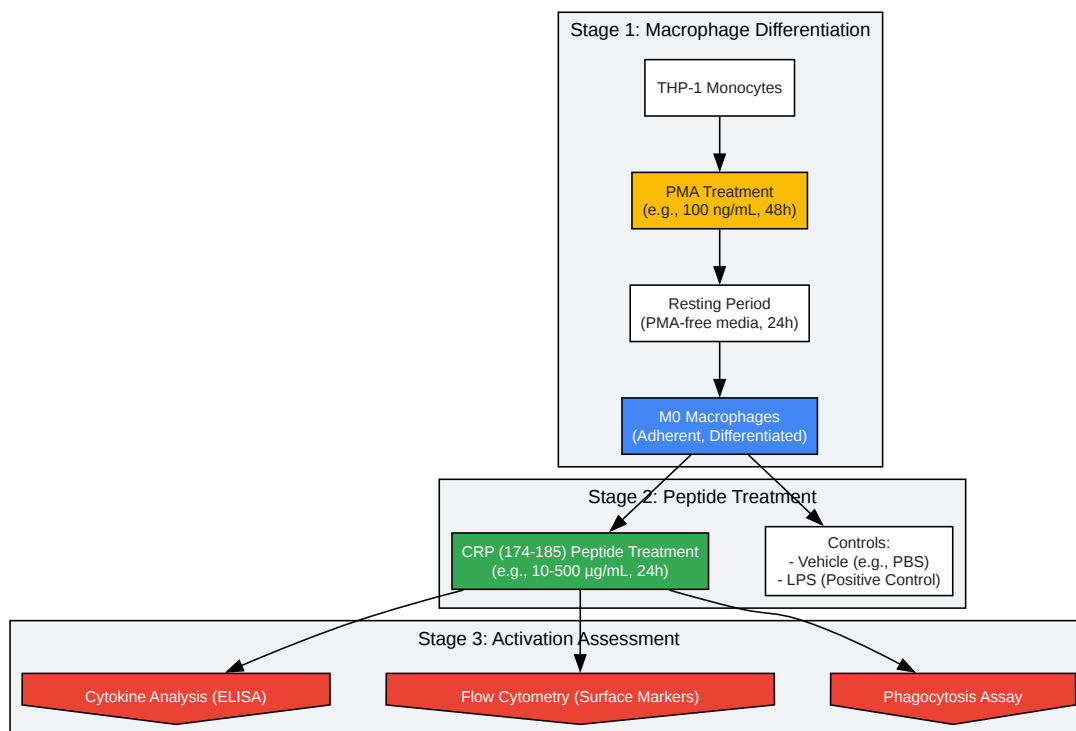 Stage 1: Macrophage Differentiation
THP-1 Monocytes
PMA Treatment
(e.g., 100 ng/mL, 48h)
Resting Period
(PMA-free media, 24h)
M0 Macrophages
(Adherent, Differentiated)
Stage 2: Peptide Treatment
CRP (174-185) Peptide Treatment
(e.g., 10-500 µg/mL, 24h)
Controls:
- Vehicle (e.g., PBS)
- LPS (Positive Control)
Stage 3: Activation Assessment
Cytokine Analysis (ELISA)
Flow Cytometry (Surface Markers)
Phagocytosis Assay